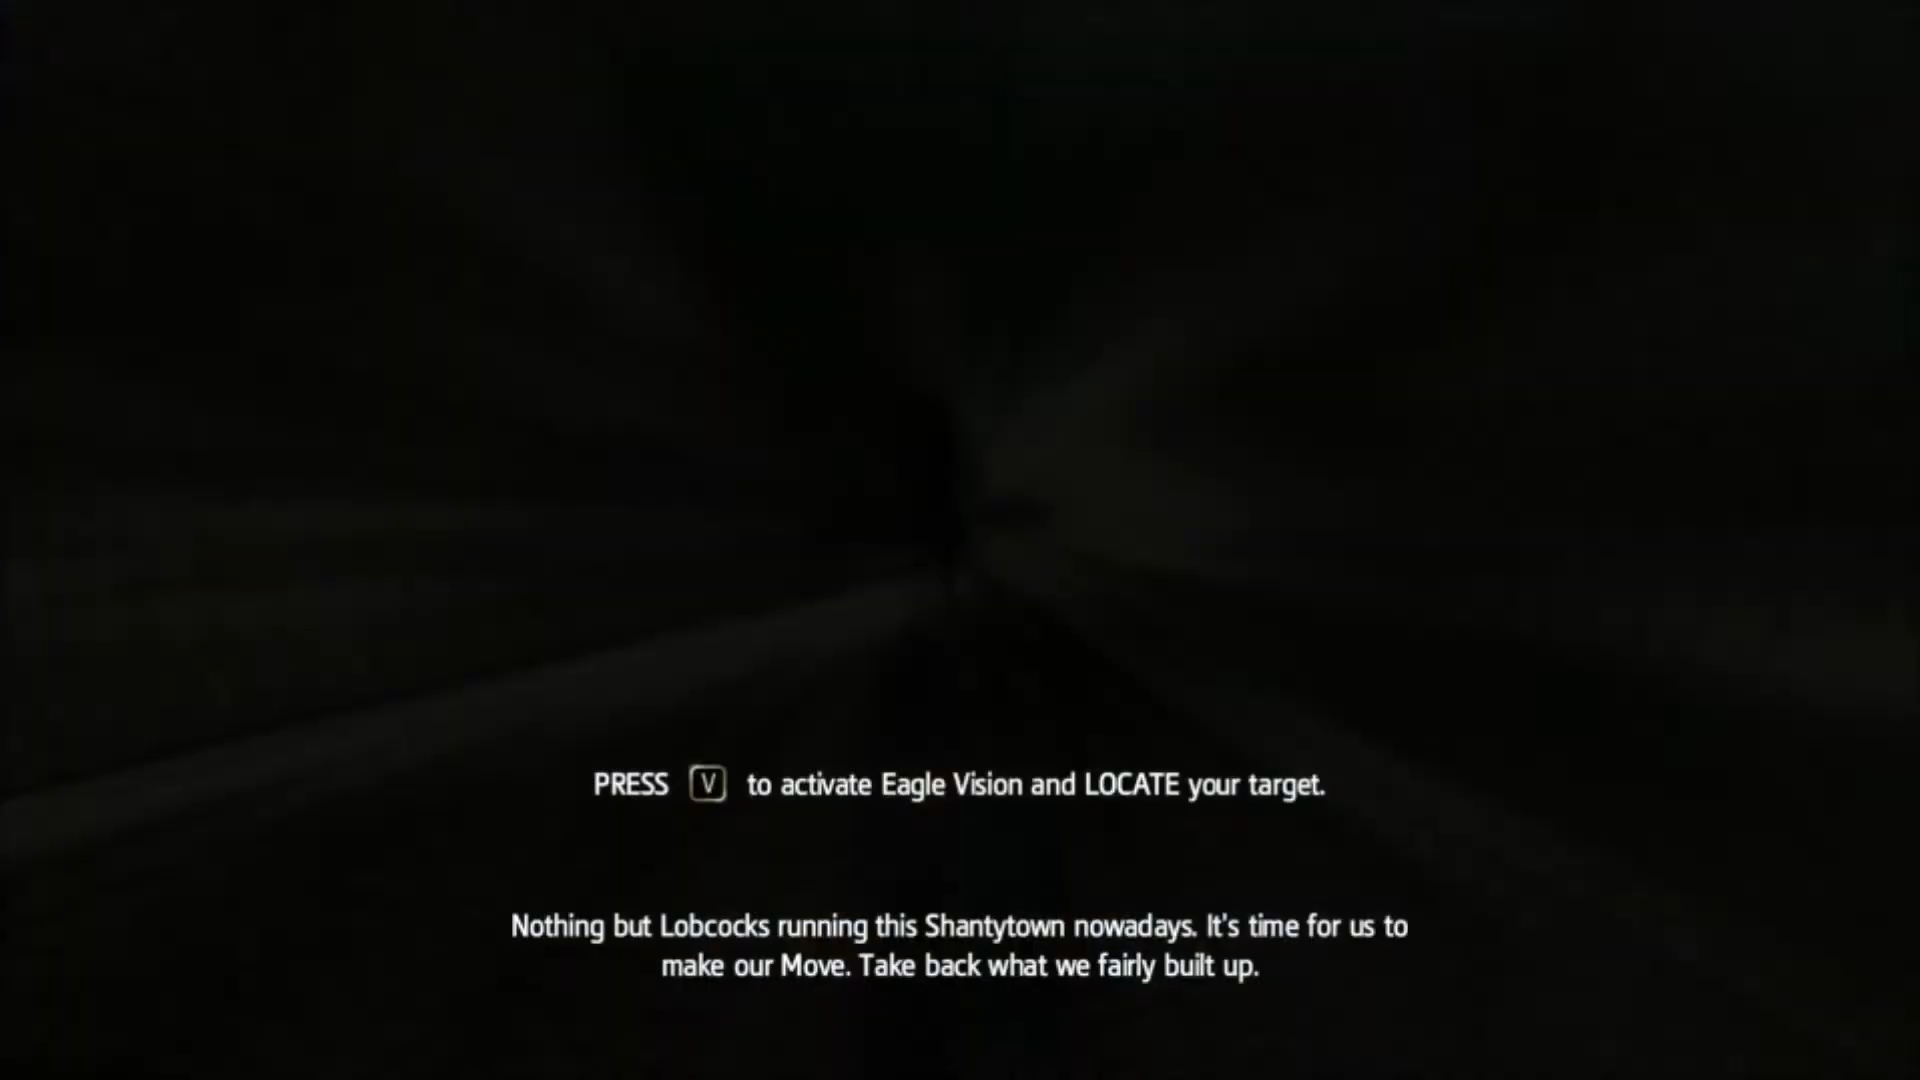 PRESS V to activate Eagle Vision and LOCATE your target.
Nothing but Lobcocks running this Shantytown nowadays. It's time for us to
make our Move. Take back what we fairly built up.